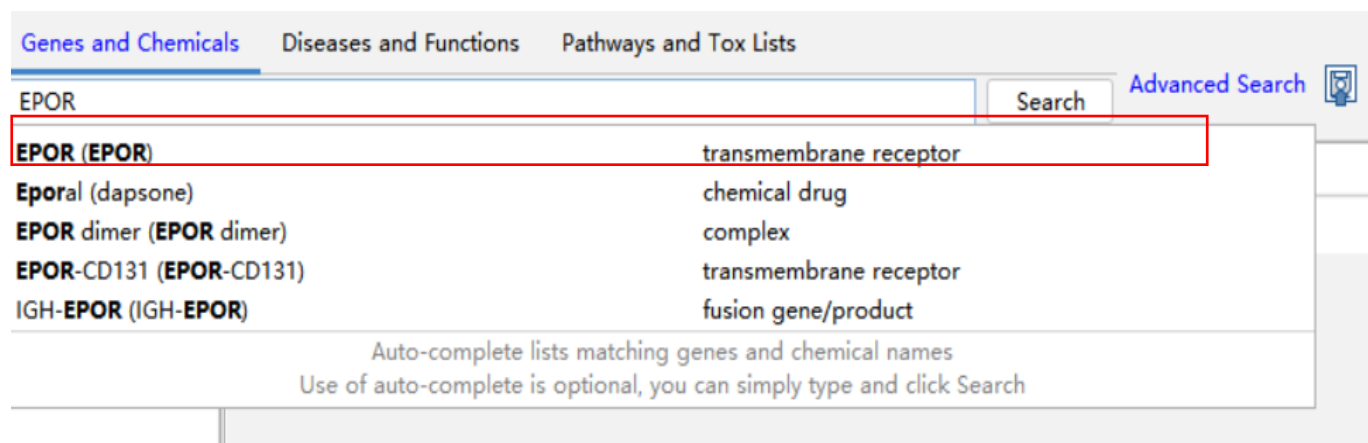 Genes and Chemicals Diseases and Functions Pathways and Tox Lists
Advanced Search
EPOR Search
EPOR (EPOR) transmembrane receptor
Eporal (dapsone) chemical drug
EPOR dimer (EPOR dimer) complex
EPOR-CD131 (EPOR-CD131) transmembrane receptor
IGH-EPOR (IGH-EPOR) fusion gene/product
Auto-complete lists matching genes and chemical names
Use of auto-complete is optional, you can simply type and click Search